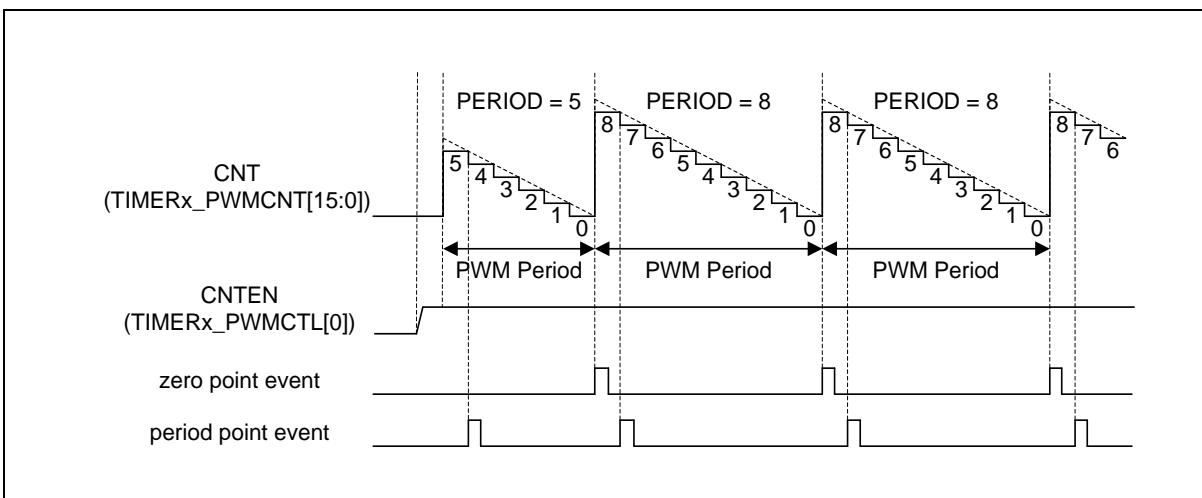 PERIOD = 5
PERIOD = 8
PERIOD = 8
CNT
(TIMERx_PWMCNT[15:0])
5
4
3
2
1
0
8
7
6
5
4
3
2
1
0
8
7
6
5
4
3
2
1
0
8
7
6
PWM Period
PWM Period
PWM Period
CNTEN
(TIMERx_PWMCTL[0])
zero point event
period point event